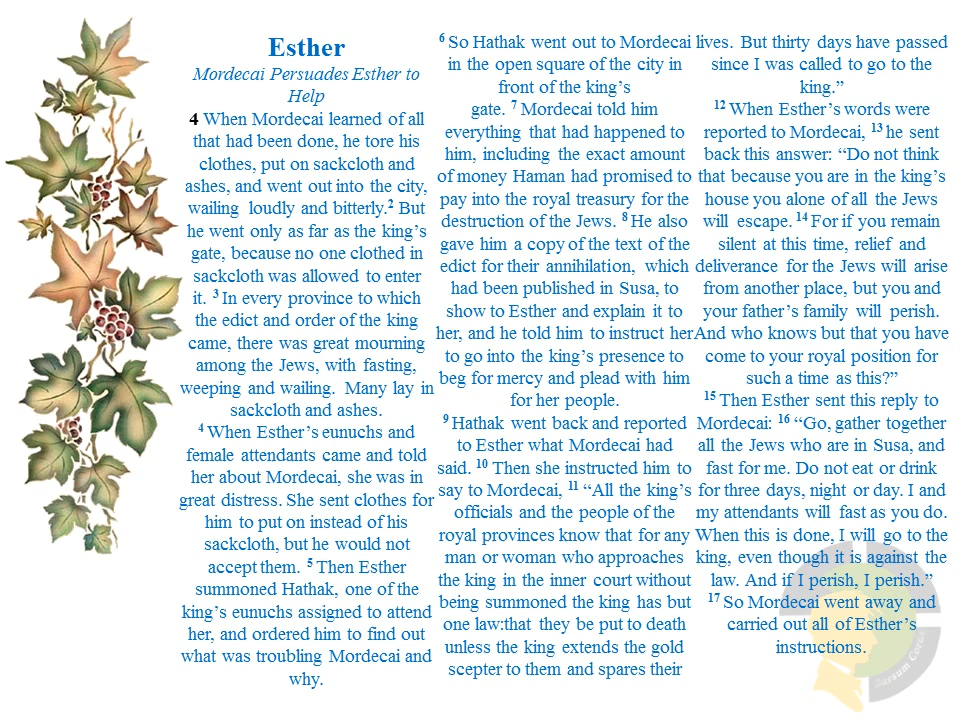 Esther
Mordecai Persuades Esther to
Help
4 When Mordecai learned of all
that had been done, he tore his
clothes, put on sackcloth and
ashes, and went out into the city,
wailing loudly and bitterly.2 But
he went only as far as the king’s
gate, because no one clothed in
sackcloth was allowed to enter
it. 3 In every province to which
the edict and order of the king
came, there was great mourning
among the Jews, with fasting,
weeping and wailing. Many lay in
sackcloth and ashes.
4 When Esther’s eunuchs and
female attendants came and told
her about Mordecai, she was in
great distress. She sent clothes for
him to put on instead of his
sackcloth, but he would not
accept them. 5 Then Esther
summoned Hathak, one of the
king’s eunuchs assigned to attend
her, and ordered him to find out
what was troubling Mordecai and
why.
6 So Hathak went out to Mordecai
in the open square of the city in
front of the king’s
gate. 7 Mordecai told him
everything that had happened to
him, including the exact amount
of money Haman had promised to
pay into the royal treasury for the
destruction of the Jews. 8 He also
gave him a copy of the text of the
edict for their annihilation, which
had been published in Susa, to
show to Esther and explain it to
her, and he told him to instruct her
to go into the king’s presence to
beg for mercy and plead with him
for her people.
9 Hathak went back and reported
to Esther what Mordecai had
said. 10 Then she instructed him to
say to Mordecai, 11 “All the king’s
officials and the people of the
royal provinces know that for any
man or woman who approaches
the king in the inner court without
being summoned the king has but
one law:that they be put to death
unless the king extends the gold
scepter to them and spares their
lives. But thirty days have passed
since I was called to go to the
king.”
12 When Esther’s words were
reported to Mordecai, 13 he sent
back this answer: “Do not think
that because you are in the king’s
house you alone of all the Jews
will escape. 14 For if you remain
silent at this time, relief and
deliverance for the Jews will arise
from another place, but you and
your father’s family will perish.
And who knows but that you have
come to your royal position for
such a time as this?”
15 Then Esther sent this reply to
Mordecai: 16 “Go, gather together
all the Jews who are in Susa, and
fast for me. Do not eat or drink
for three days, night or day. I and
my attendants will fast as you do.
When this is done, I will go to the
king, even though it is against the
law. And if I perish, I perish.”
17 So Mordecai went away and
carried out all of Esther’s
instructions.
Sursum Corda